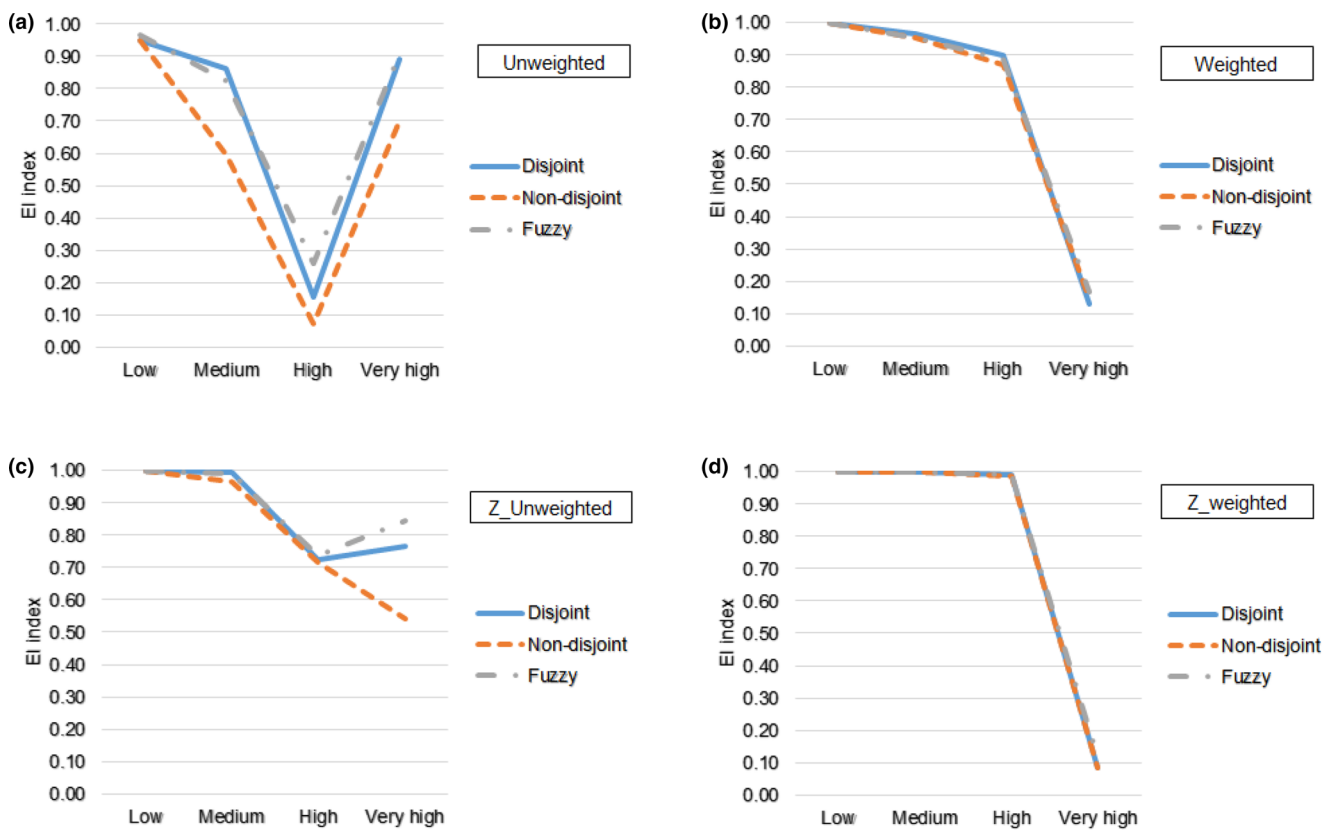 (a)
1.00
0.90
0.80
0.70
0.60
0.50
0.40
0.30
0.20
0.10
0.00
EI index
Low Medium High Very high
Unweighted
Disjoint
Non-disjoint
Fuzzy
(b)
1.00
0.90
0.80
0.70
0.60
0.50
0.40
0.30
0.20
0.10
0.00
EI index
Low Medium High Very high
Weighted
Disjoint
Non-disjoint
Fuzzy
(c)
1.00
0.90
0.80
0.70
0.60
0.50
0.40
0.30
0.20
0.10
0.00
EI index
Low Medium High Very high
Z_Unweighted
Disjoint
Non-disjoint
Fuzzy
(d)
1.00
0.90
0.80
0.70
0.60
0.50
0.40
0.30
0.20
0.10
0.00
EI index
Low Medium High Very high
Z_weighted
Disjoint
Non-disjoint
Fuzzy